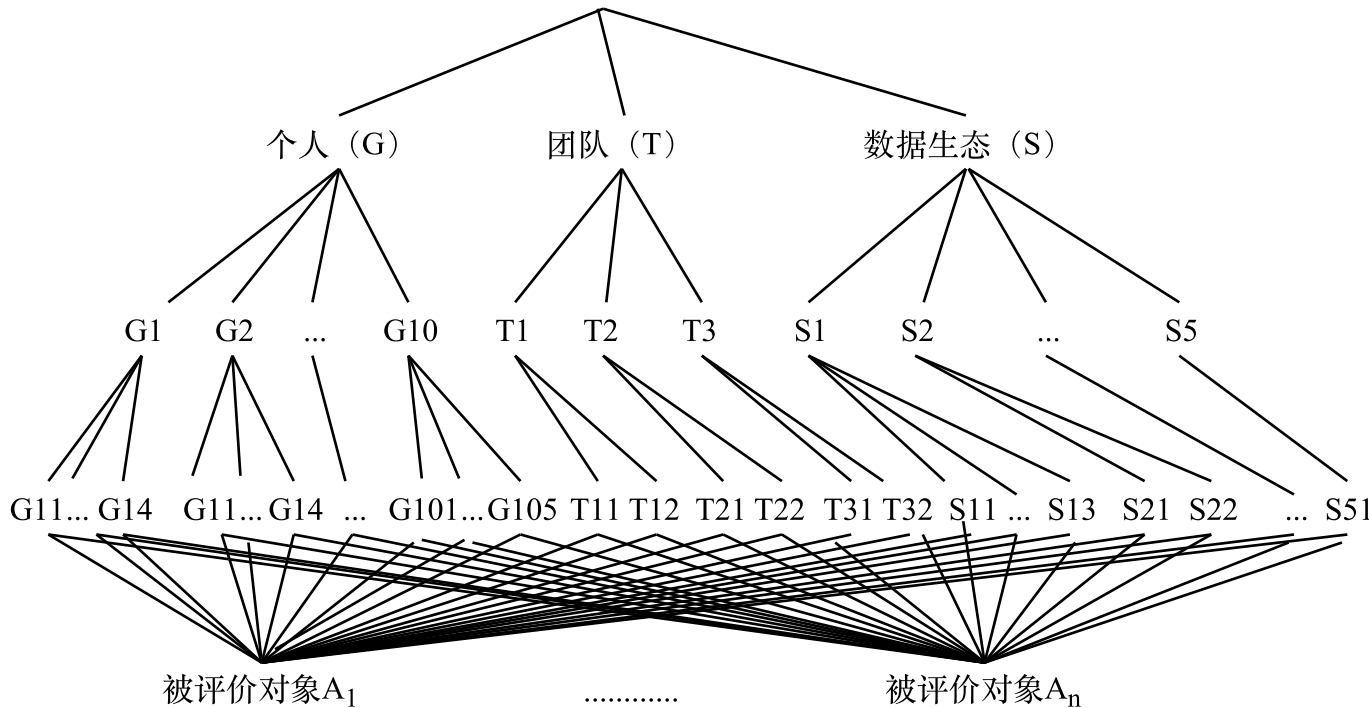 个人（G） 团队（T） 数据生态（S）
G1 G2 ... G10 T1 T2 T3 S1 S2 ... S5
G11... G14 G11... G14 ... G101...G105 T11 T12 T21 T22 T31 T32 S11 ... S13 S21 S22 ... S51
被评价对象A1 ............ 被评价对象An